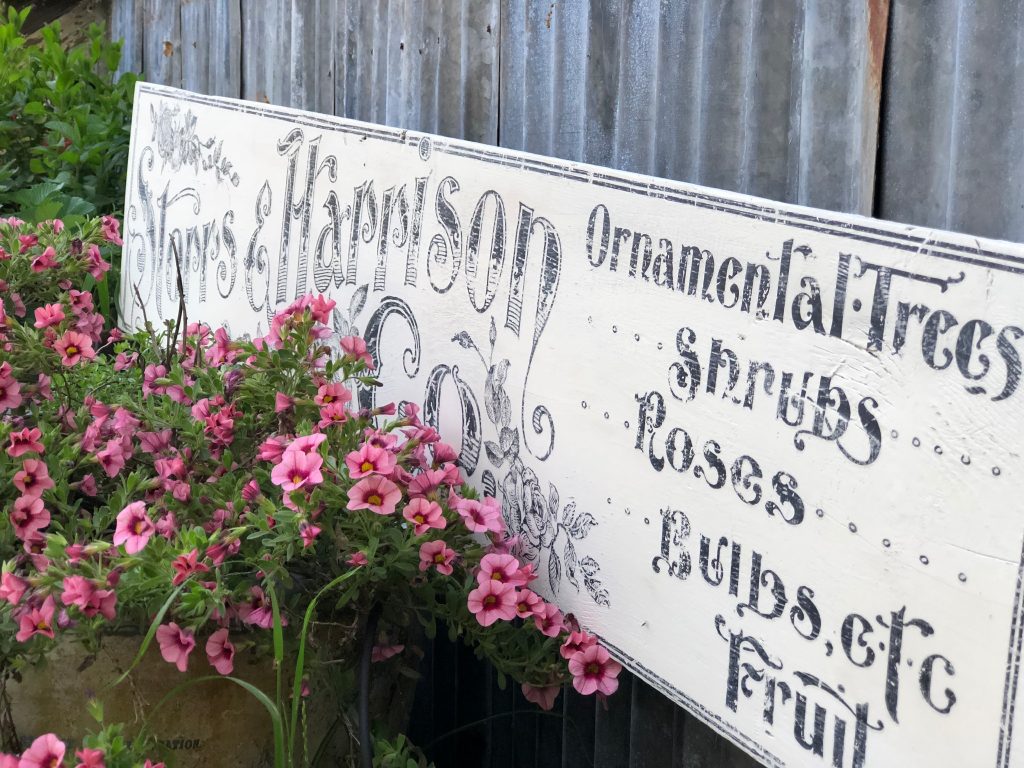 Storrs & Harrison
Co.
Ornamental Trees
Shrubs
Roses
Bulbs, etc
Fruit